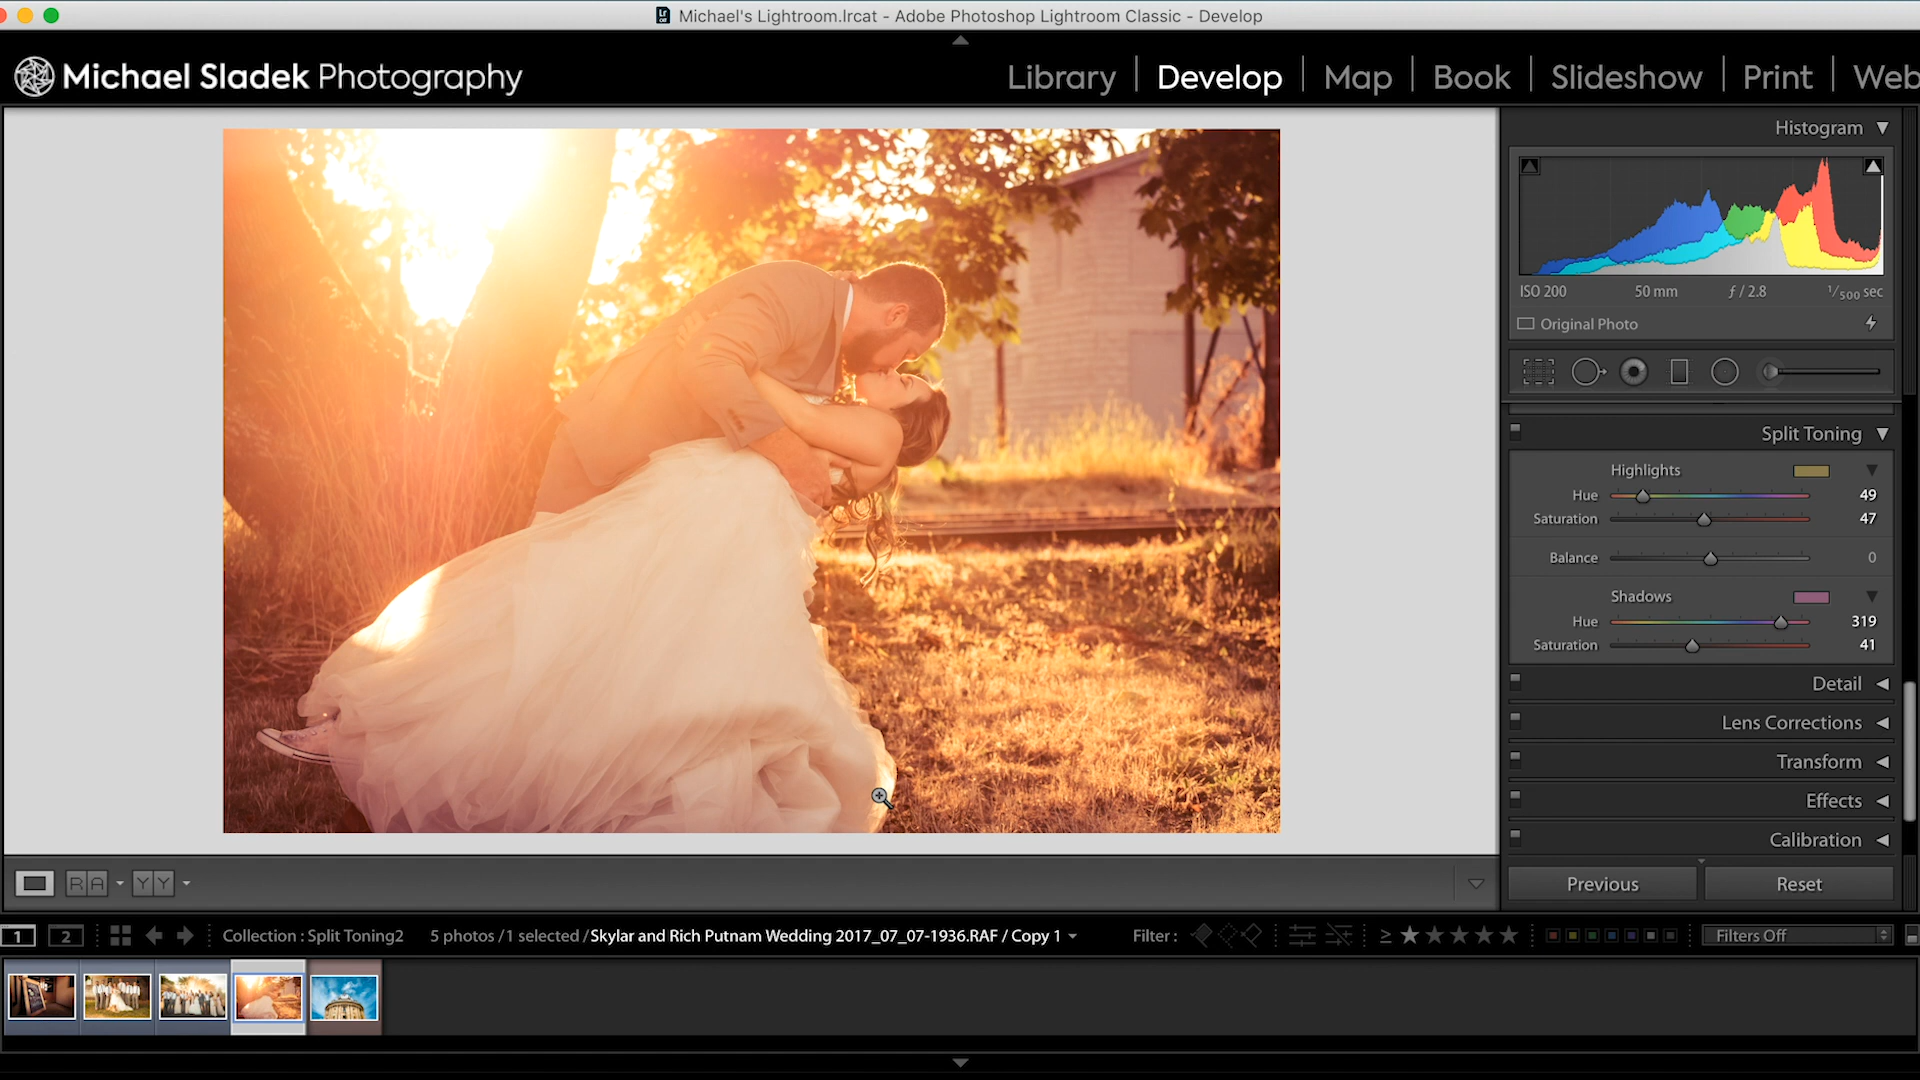 Michael's Lightroom.lrcat - Adobe Photoshop Lightroom Classic - Develop
Michael Sladek Photography
Library | Develop | Map | Book | Slideshow | Print | Web
Histogram
ISO 200 50 mm ƒ / 2.8 1/500 sec
Original Photo
Split Toning
Highlights
Hue 49
Saturation 47
Balance 0
Shadows
Hue 319
Saturation 41
Detail
Lens Corrections
Transform
Effects
Calibration
R A Y Y
Previous Reset
1 2 Collection : Split Toning2 5 photos / 1 selected / Skylar and Rich Putnam Wedding 2017_07_07-1936.RAF / Copy 1 Filter : ≥ Filters Off